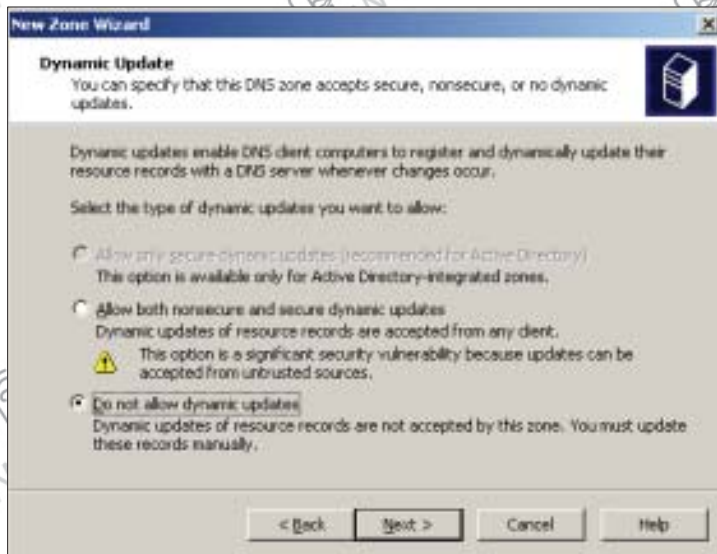 New Zone Wizard
Dynamic Update
You can specify that this DNS zone accepts secure, nonsecure, or no dynamic
updates.
Dynamic updates enable DNS client computers to register and dynamically update their
resource records with a DNS server whenever changes occur.
Select the type of dynamic updates you want to allow:
Allow only secure dynamic updates (recommended for Active Directory)
This option is available only for Active Directory-integrated zones.
Allow both nonsecure and secure dynamic updates
Dynamic updates of resource records are accepted from any client.
This option is a significant security vulnerability because updates can be
accepted from untrusted sources.
Do not allow dynamic updates
Dynamic updates of resource records are not accepted by this zone. You must update
these records manually.
< Back
Next >
Cancel
Help